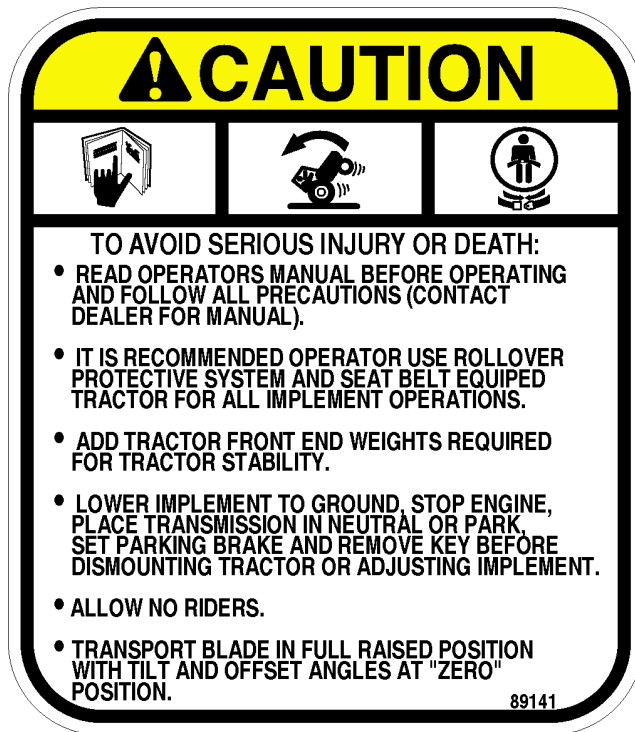 CAUTION
TO AVOID SERIOUS INJURY OR DEATH:
• READ OPERATORS MANUAL BEFORE OPERATING
AND FOLLOW ALL PRECAUTIONS (CONTACT
DEALER FOR MANUAL).
• IT IS RECOMMENDED OPERATOR USE ROLLOVER
PROTECTIVE SYSTEM AND SEAT BELT EQUIPED
TRACTOR FOR ALL IMPLEMENT OPERATIONS.
• ADD TRACTOR FRONT END WEIGHTS REQUIRED
FOR TRACTOR STABILITY.
• LOWER IMPLEMENT TO GROUND, STOP ENGINE,
PLACE TRANSMISSION IN NEUTRAL OR PARK,
SET PARKING BRAKE AND REMOVE KEY BEFORE
DISMOUNTING TRACTOR OR ADJUSTING IMPLEMENT.
• ALLOW NO RIDERS.
• TRANSPORT BLADE IN FULL RAISED POSITION
WITH TILT AND OFFSET ANGLES AT "ZERO"
POSITION.
89141